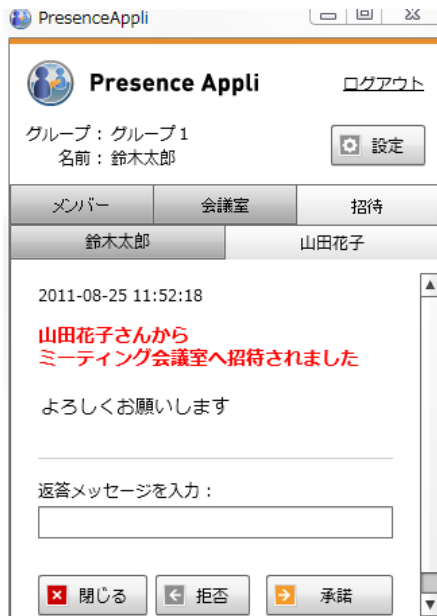 PresenceAppli
Presence Appli
ログアウト
グループ : グループ1
名前 : 鈴木太郎
設定
メンバー
会議室
招待
鈴木太郎
山田花子
2011-08-25 11:52:18
山田花子さんから
ミーティング会議室へ招待されました
よろしくお願いします
返答メッセージを入力 :
閉じる
拒否
承諾